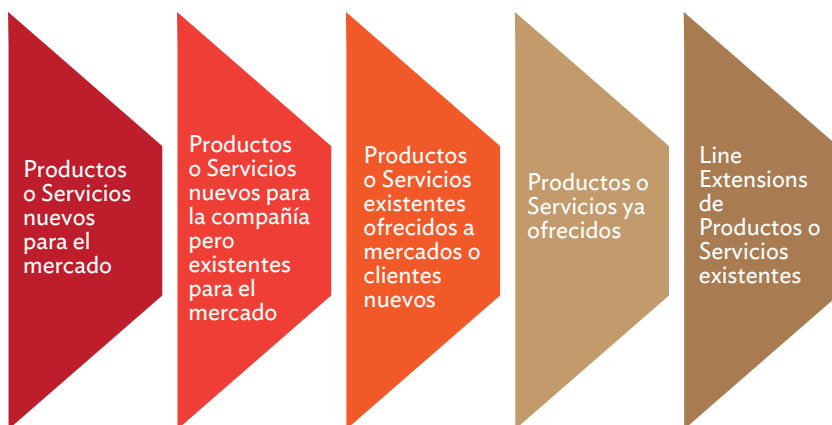 Productos
o Servicios
nuevos
para el
mercado
Productos
o Servicios
nuevos para
la compañía
pero
existentes
para el
mercado
Productos
o Servicios
existentes
ofrecidos a
mercados o
clientes
nuevos
Productos o
Servicios ya
ofrecidos
Line
Extensions
de
Productos o
Servicios
existentes